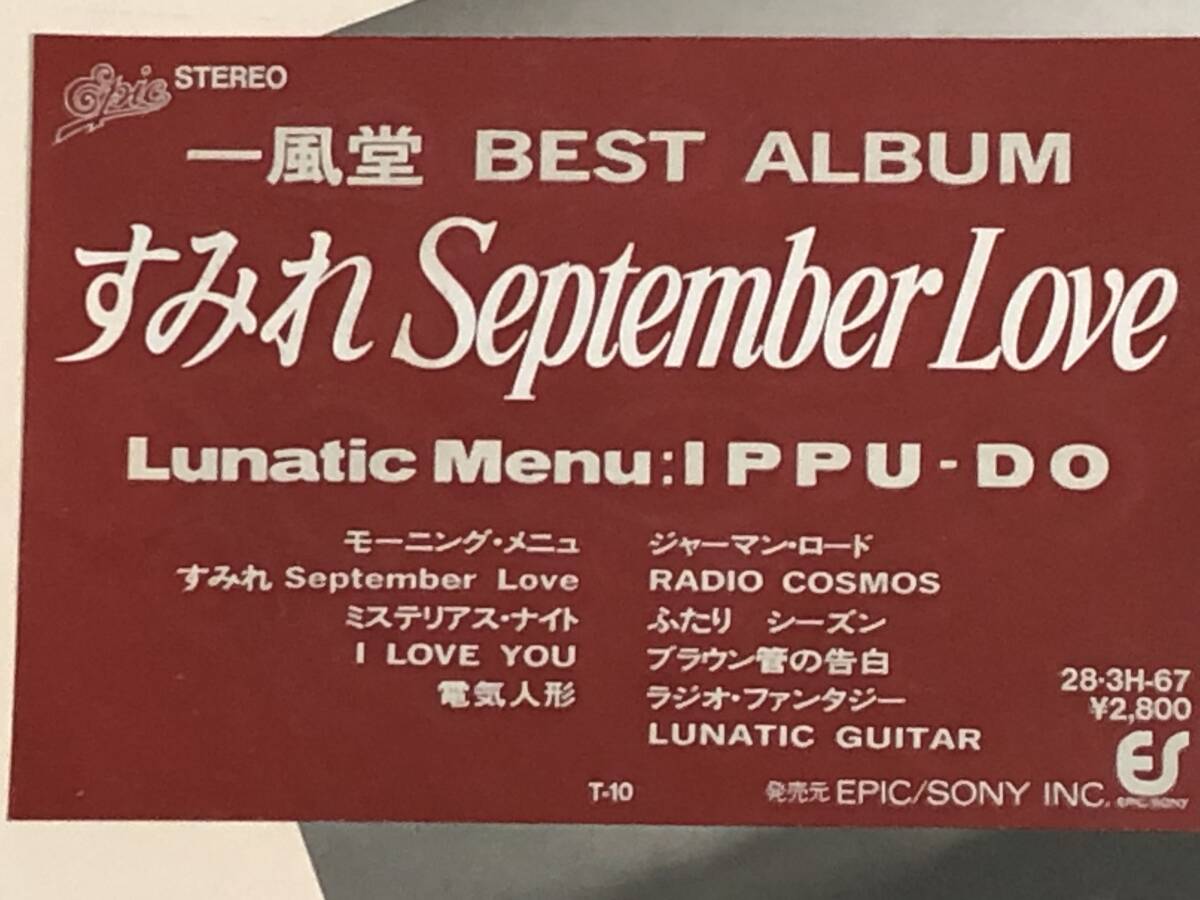 Epic STEREO
一風堂 BEST ALBUM
すみれ September Love
Lunatic Menu:IPPU-DO
モーニング・メニュ
すみれ September Love
ミステリアス・ナイト
I LOVE YOU
電気人形
ジャーマン・ロード
RADIO COSMOS
ふたり シーズン
ブラウン管の告白
ラジオ・ファンタジー
LUNATIC GUITAR
28・3H-67
¥2,800
ES
EPIC/SONY
T-10
発売元 EPIC/SONY INC.